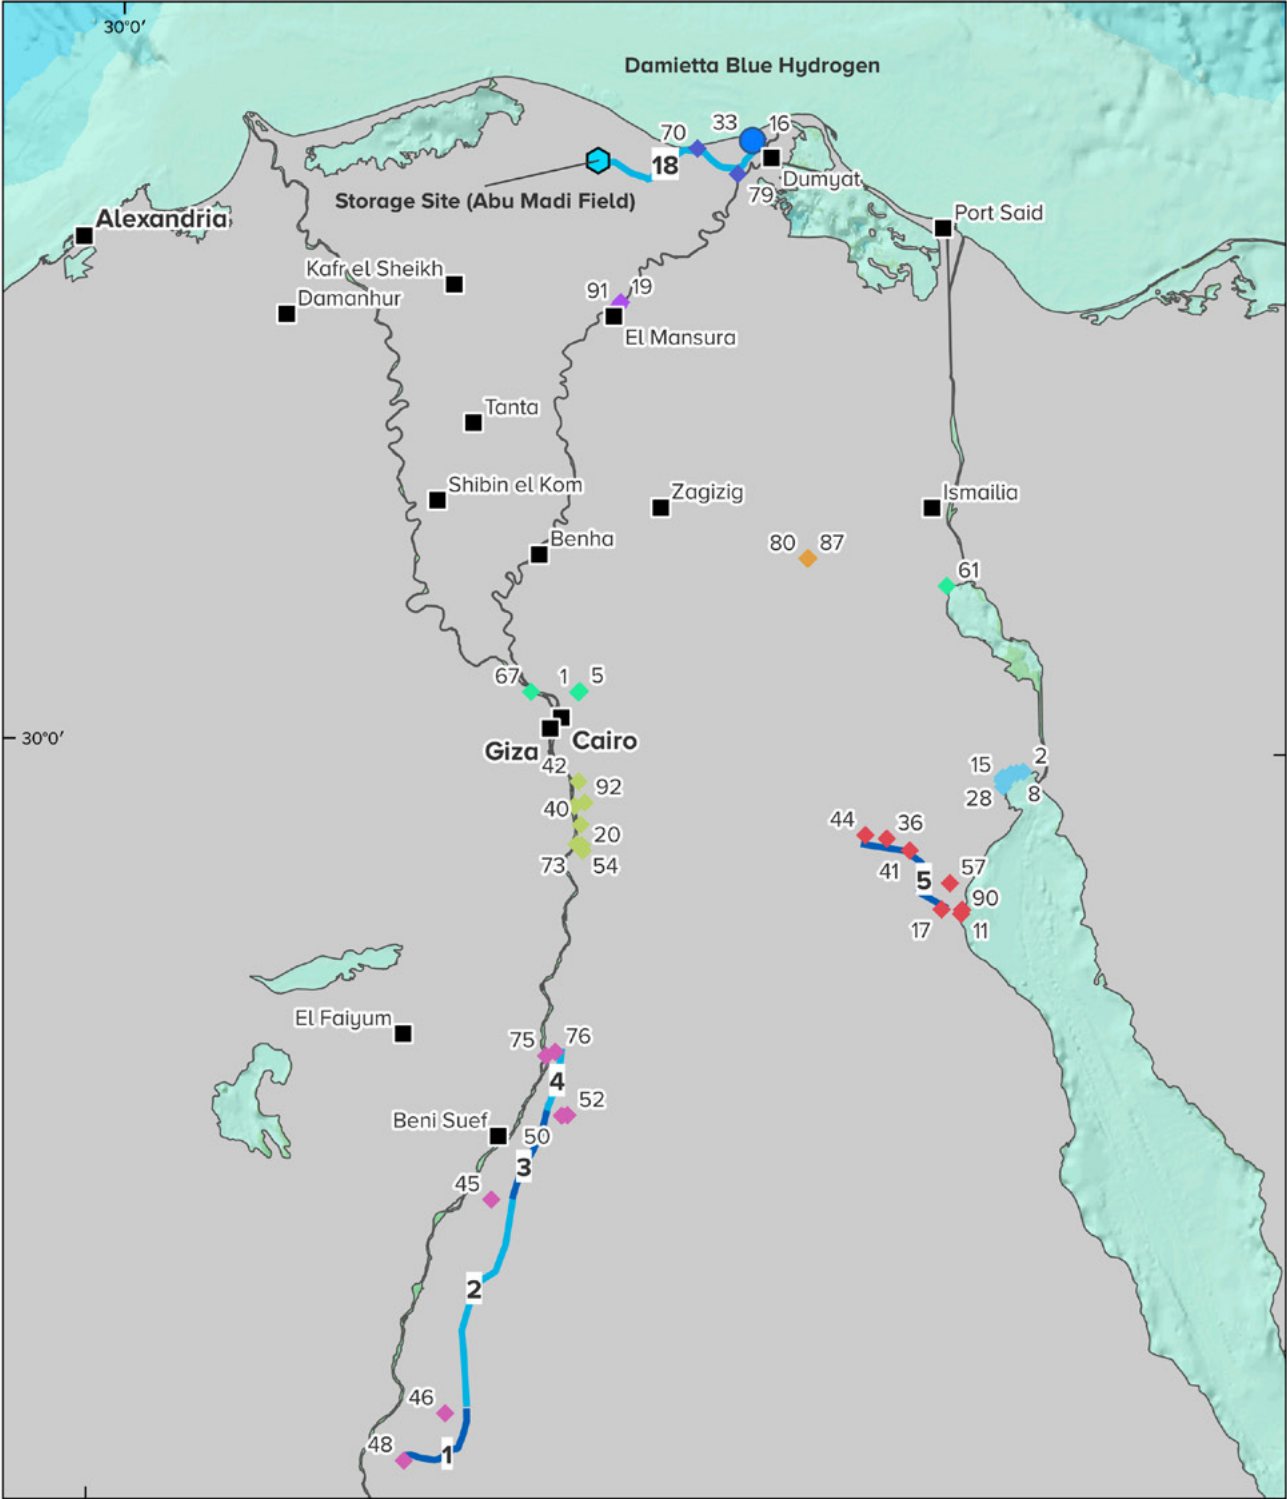 30°0'
Damietta Blue Hydrogen
33
16
70
18
Dumyat
79
Storage Site (Abu Madi Field)
Alexandria
Port Said
Kafr el Sheikh
Damanhur
91
19
El Mansura
Tanta
Shibin el Kom
Zagizig
Ismailia
Benha
80
87
61
67
1
5
30°0'
Giza
Cairo
42
92
40
20
73
54
15
2
28
8
44
36
41
5
57
90
17
11
El Faiyum
75
76
4
52
Beni Suef
50
3
45
2
46
48
1